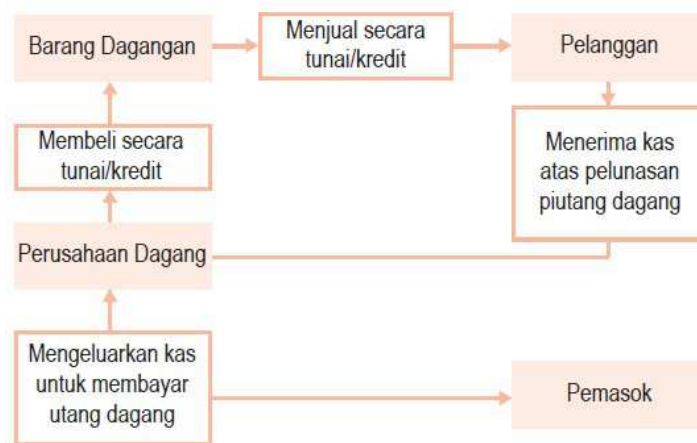 Barang Dagangan
Menjual secara
tunai/kredit
Pelanggan
Membeli secara
tunai/kredit
Menerima kas
atas pelunasan
piutang dagang
Perusahaan Dagang
Mengeluarkan kas
untuk membayar
utang dagang
Pemasok